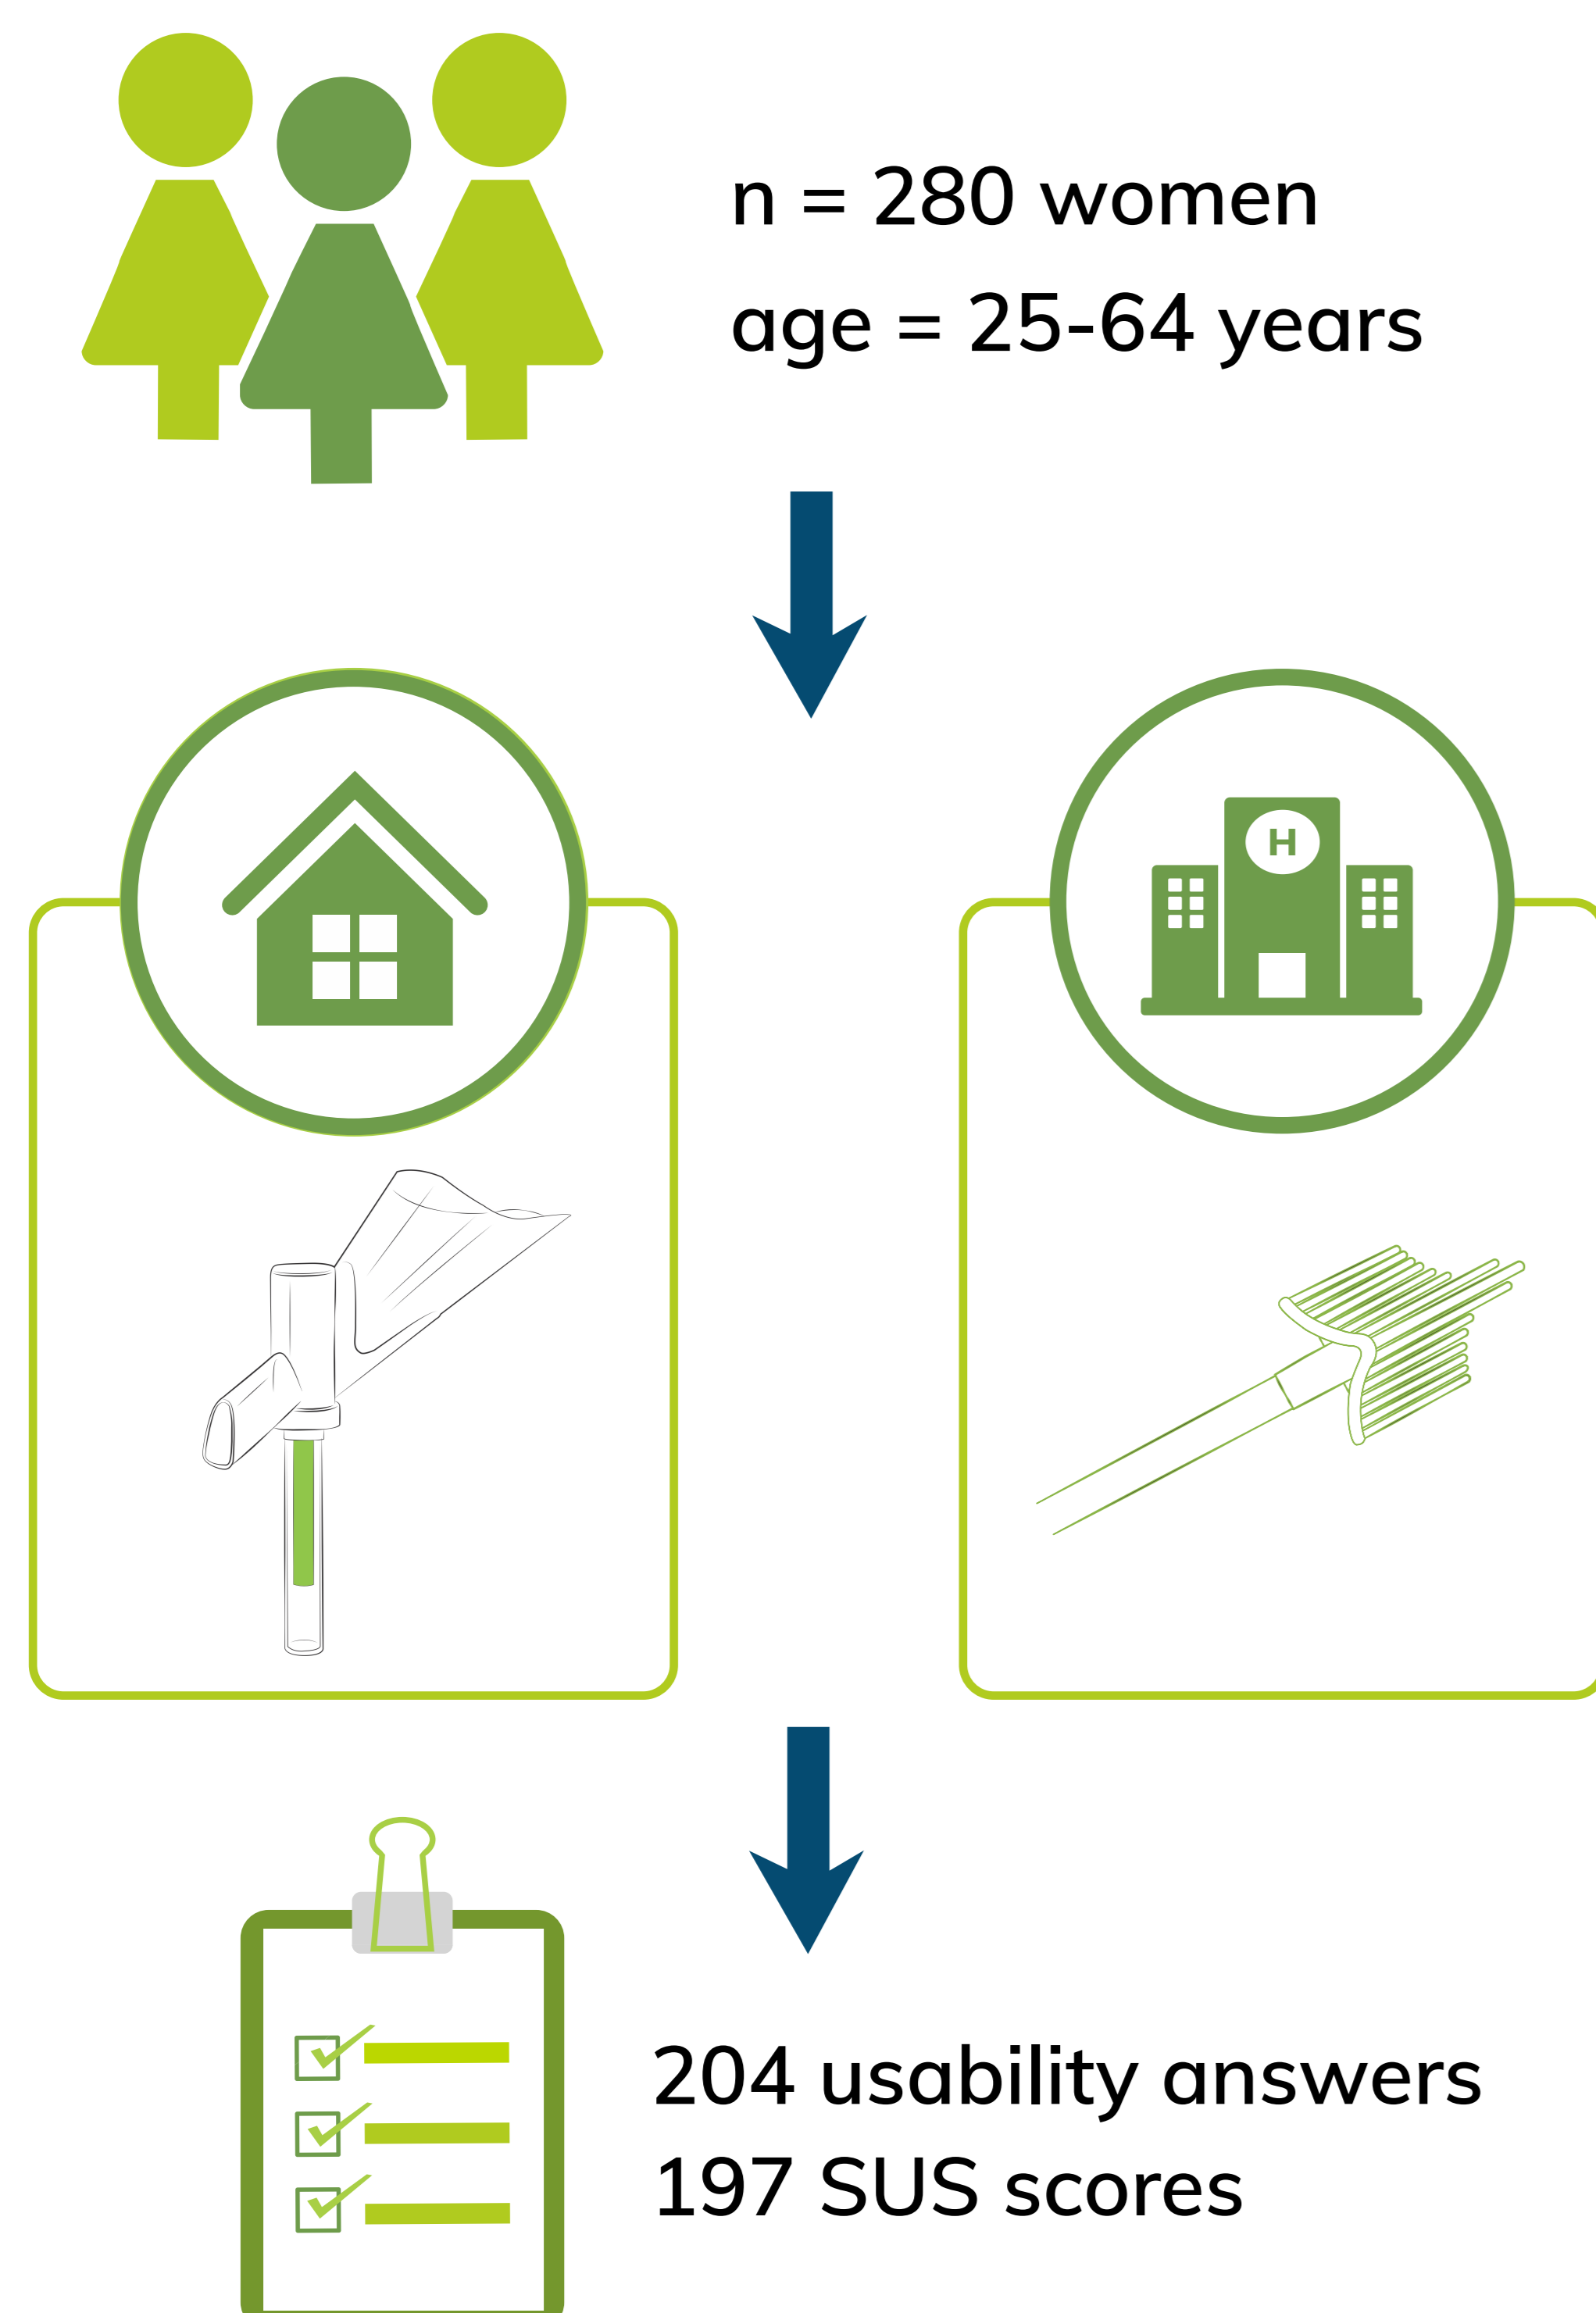 n = 280 women
age = 25-64 years
H
204 usability answers
197 SUS scores